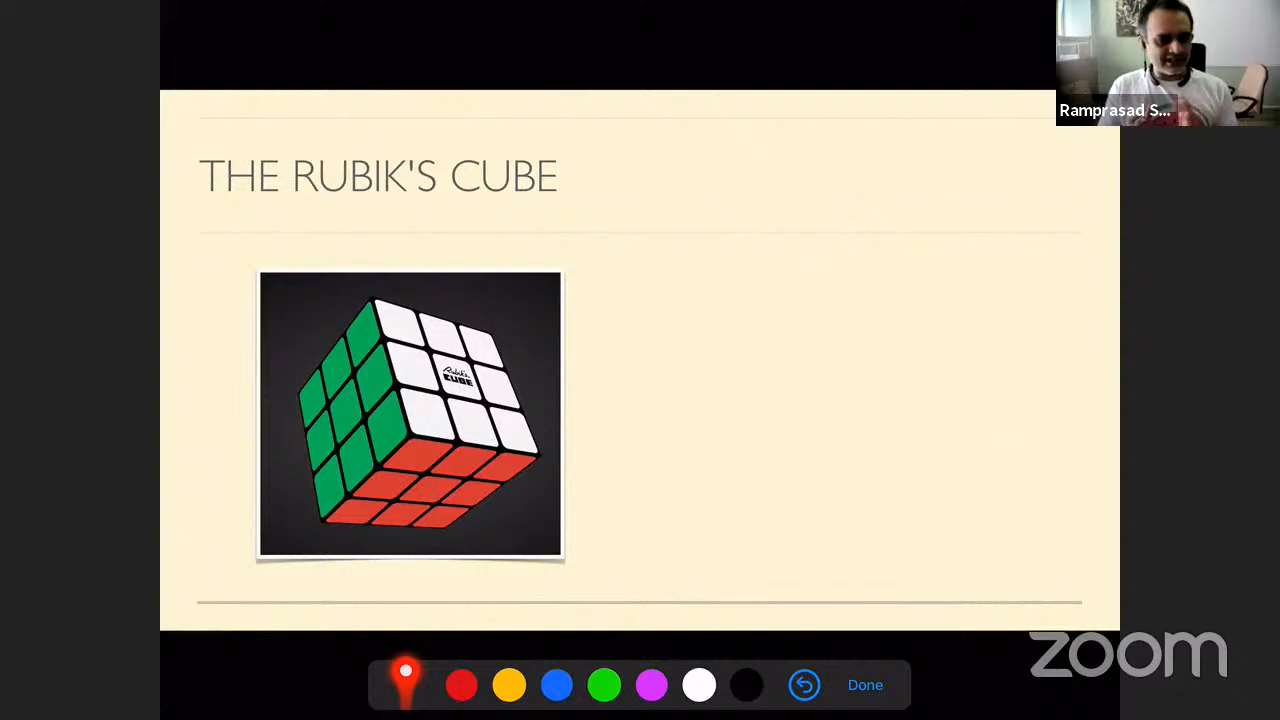 Ramprasad S...
THE RUBIK'S CUBE
Rubik's
CUBE
zoom
Done